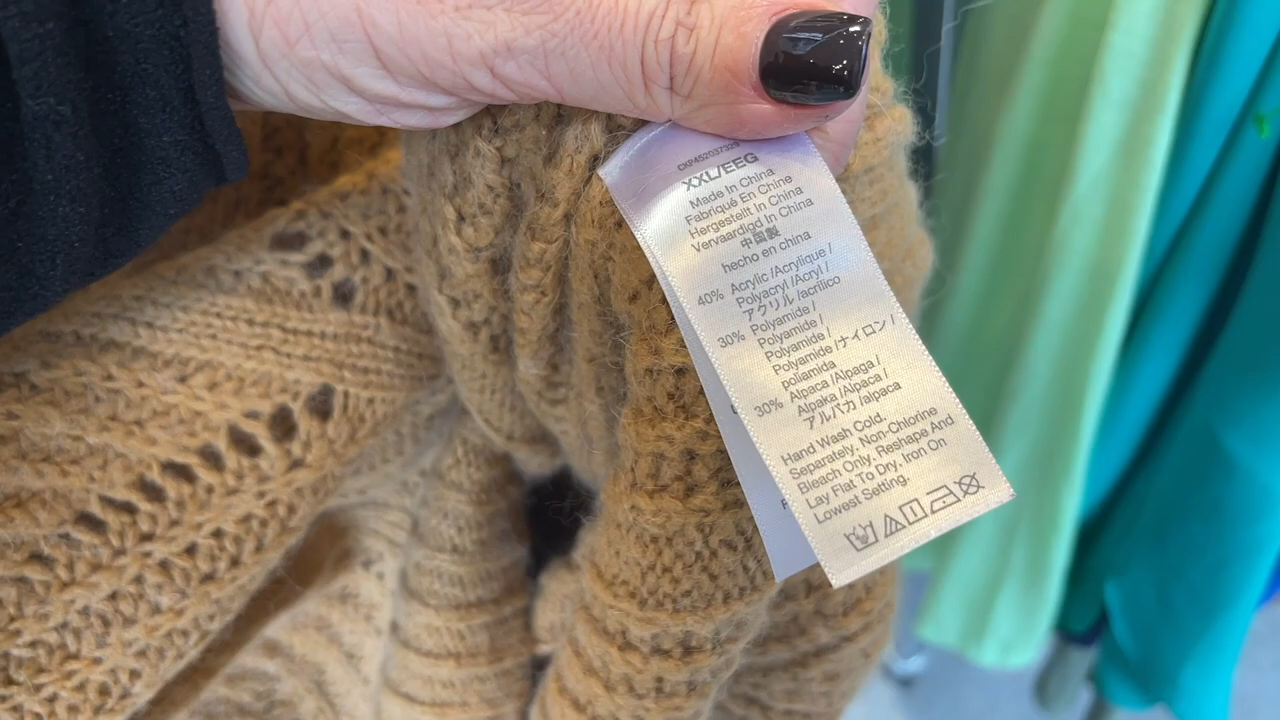 CKP452037329
XXL/EEG
Made In China
Fabriqué En Chine
Hergestellt In China
Vervaardigd In China
中国製
hecho en china
40% Acrylic /Acrylique /
Polyacryl /Acryl /
アクリル /acrílico
30% Polyamide /
Polyamide /
Polyamide /
Polyamide /ナイロン /
poliamida
30% Alpaca /Alpaga /
Alpaka /Alpaca /
アルパカ /alpaca
Hand Wash Cold.
Separately. Non-Chlorine
Bleach Only, Reshape And
Lay Flat To Dry, Iron On
Lowest Setting.